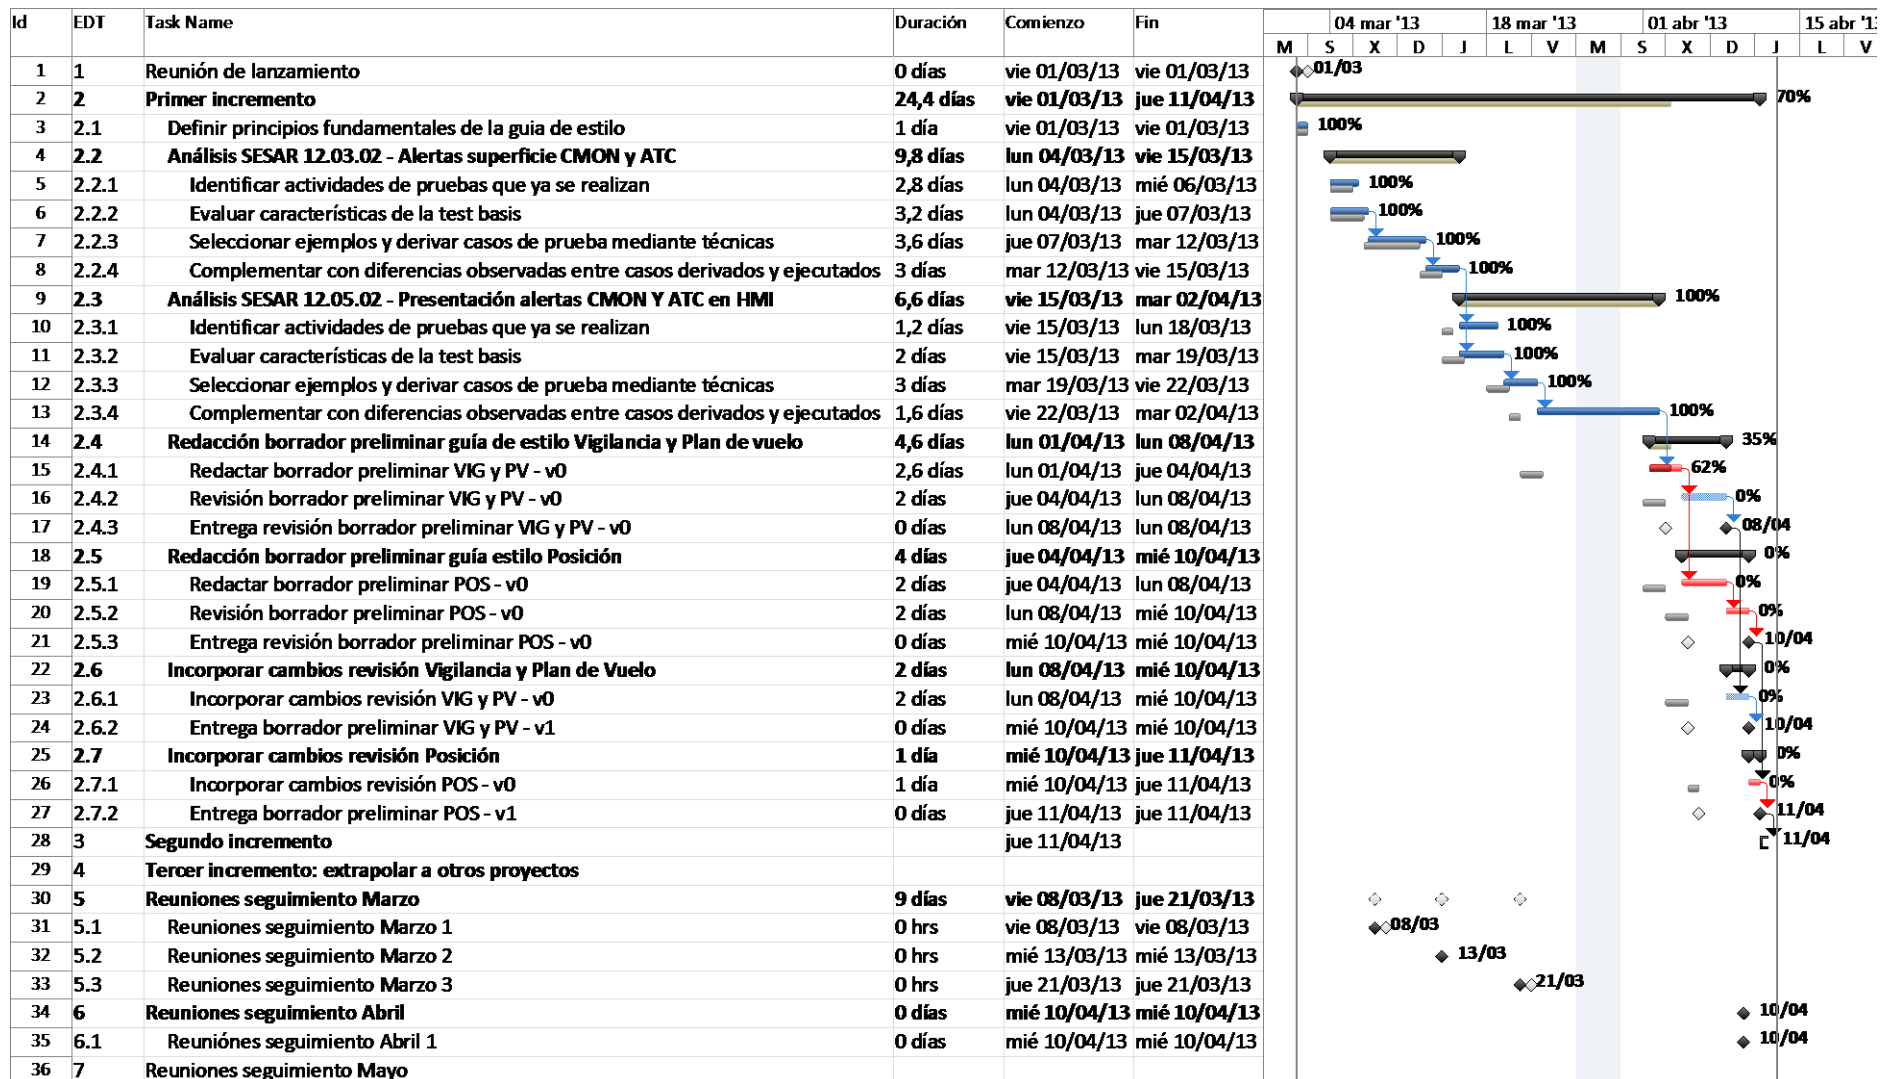 Id EDT Task Name Duración Comienzo Fin 04 mar '13 18 mar '13 01 abr '13 15 abr '13
M S X D J L V M S X D J L V
1 1 Reunión de lanzamiento 0 días vie 01/03/13 vie 01/03/13 01/03
2 2 Primer incremento 24,4 días vie 01/03/13 jue 11/04/13 70%
3 2.1 Definir principios fundamentales de la guia de estilo 1 día vie 01/03/13 vie 01/03/13 100%
4 2.2 Análisis SESAR 12.03.02 - Alertas superficie CMON y ATC 9,8 días lun 04/03/13 vie 15/03/13
5 2.2.1 Identificar actividades de pruebas que ya se realizan 2,8 días lun 04/03/13 mié 06/03/13 100%
6 2.2.2 Evaluar características de la test basis 3,2 días lun 04/03/13 jue 07/03/13 100%
7 2.2.3 Seleccionar ejemplos y derivar casos de prueba mediante técnicas 3,6 días jue 07/03/13 mar 12/03/13 100%
8 2.2.4 Complementar con diferencias observadas entre casos derivados y ejecutados 3 días mar 12/03/13 vie 15/03/13 100%
9 2.3 Análisis SESAR 12.05.02 - Presentación alertas CMON Y ATC en HMI 6,6 días vie 15/03/13 mar 02/04/13 100%
10 2.3.1 Identificar actividades de pruebas que ya se realizan 1,2 días vie 15/03/13 lun 18/03/13 100%
11 2.3.2 Evaluar características de la test basis 2 días vie 15/03/13 mar 19/03/13 100%
12 2.3.3 Seleccionar ejemplos y derivar casos de prueba mediante técnicas 3 días mar 19/03/13 vie 22/03/13 100%
13 2.3.4 Complementar con diferencias observadas entre casos derivados y ejecutados 1,6 días vie 22/03/13 mar 02/04/13 100%
14 2.4 Redacción borrador preliminar guía de estilo Vigilancia y Plan de vuelo 4,6 días lun 01/04/13 lun 08/04/13 35%
15 2.4.1 Redactar borrador preliminar VIG y PV - v0 2,6 días lun 01/04/13 jue 04/04/13 62%
16 2.4.2 Revisión borrador preliminar VIG y PV - v0 2 días jue 04/04/13 lun 08/04/13 0%
17 2.4.3 Entrega revisión borrador preliminar VIG y PV - v0 0 días lun 08/04/13 lun 08/04/13 08/04
18 2.5 Redacción borrador preliminar guía estilo Posición 4 días jue 04/04/13 mié 10/04/13 0%
19 2.5.1 Redactar borrador preliminar POS - v0 2 días jue 04/04/13 lun 08/04/13 0%
20 2.5.2 Revisión borrador preliminar POS - v0 2 días lun 08/04/13 mié 10/04/13 0%
21 2.5.3 Entrega revisión borrador preliminar POS - v0 0 días mié 10/04/13 mié 10/04/13 10/04
22 2.6 Incorporar cambios revisión Vigilancia y Plan de Vuelo 2 días lun 08/04/13 mié 10/04/13 0%
23 2.6.1 Incorporar cambios revisión VIG y PV - v0 2 días lun 08/04/13 mié 10/04/13 0%
24 2.6.2 Entrega borrador preliminar VIG y PV - v1 0 días mié 10/04/13 mié 10/04/13 10/04
25 2.7 Incorporar cambios revisión Posición 1 día mié 10/04/13 jue 11/04/13 0%
26 2.7.1 Incorporar cambios revisión POS - v0 1 día mié 10/04/13 jue 11/04/13 0%
27 2.7.2 Entrega borrador preliminar POS - v1 0 días jue 11/04/13 jue 11/04/13 11/04
28 3 Segundo incremento jue 11/04/13 11/04
29 4 Tercer incremento: extrapolar a otros proyectos
30 5 Reuniones seguimiento Marzo 9 días vie 08/03/13 jue 21/03/13
31 5.1 Reuniones seguimiento Marzo 1 0 hrs vie 08/03/13 vie 08/03/13 08/03
32 5.2 Reuniones seguimiento Marzo 2 0 hrs mié 13/03/13 mié 13/03/13 13/03
33 5.3 Reuniones seguimiento Marzo 3 0 hrs jue 21/03/13 jue 21/03/13 21/03
34 6 Reuniones seguimiento Abril 0 días mié 10/04/13 mié 10/04/13 10/04
35 6.1 Reuniónes seguimiento Abril 1 0 días mié 10/04/13 mié 10/04/13 10/04
36 7 Reuniones seguimiento Mayo